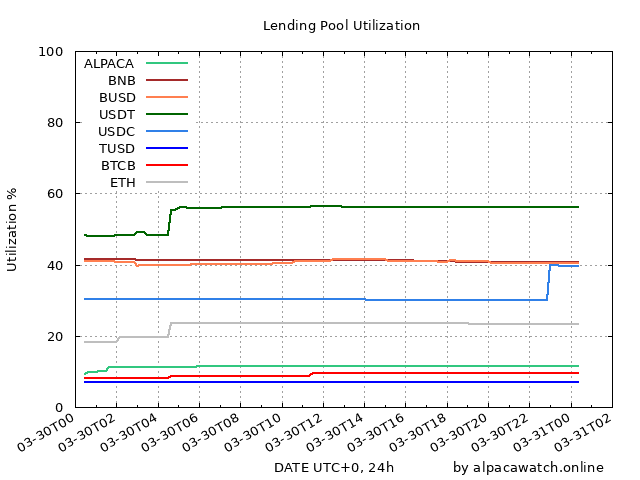 Lending Pool Utilization
Utilization %
100
80
60
40
20
0
ALPACA
BNB
BUSD
USDT
USDC
TUSD
BTCB
ETH
03-30T00
03-30T02
03-30T04
03-30T06
03-30T08
03-30T10
03-30T12
03-30T14
03-30T16
03-30T18
03-30T20
03-30T22
03-31T00
03-31T02
DATE UTC+0, 24h
by alpacawatch.online